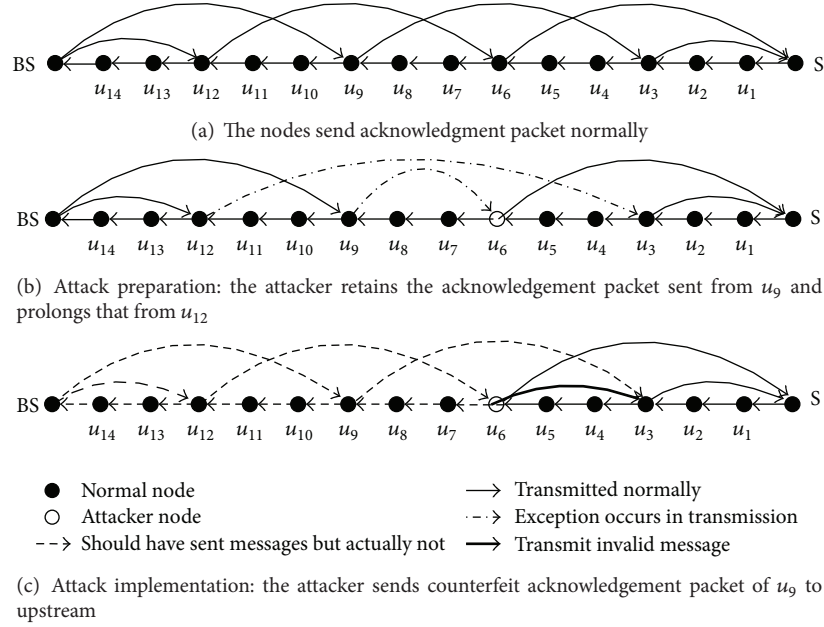 BS S
u14 u13 u12 u11 u10 u9 u8 u7 u6 u5 u4 u3 u2 u1
(a) The nodes send acknowledgment packet normally
BS S
u14 u13 u12 u11 u10 u9 u8 u7 u6 u5 u4 u3 u2 u1
(b) Attack preparation: the attacker retains the acknowledgement packet sent from u9 and
prolongs that from u12
BS S
u14 u13 u12 u11 u10 u9 u8 u7 u6 u5 u4 u3 u2 u1
Normal node
Attacker node
Should have sent messages but actually not
Transmitted normally
Exception occurs in transmission
Transmit invalid message
(c) Attack implementation: the attacker sends counterfeit acknowledgement packet of u9 to
upstream